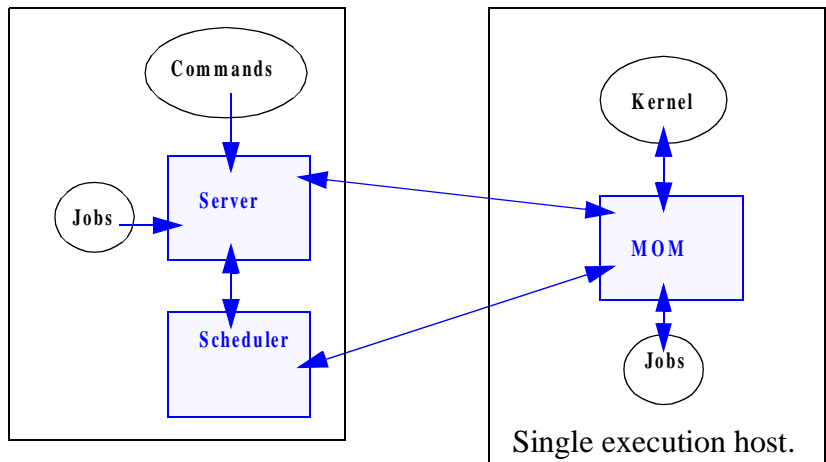 Commands
Jobs
Server
Scheduler
Kernel
MOM
Jobs
Single execution host.